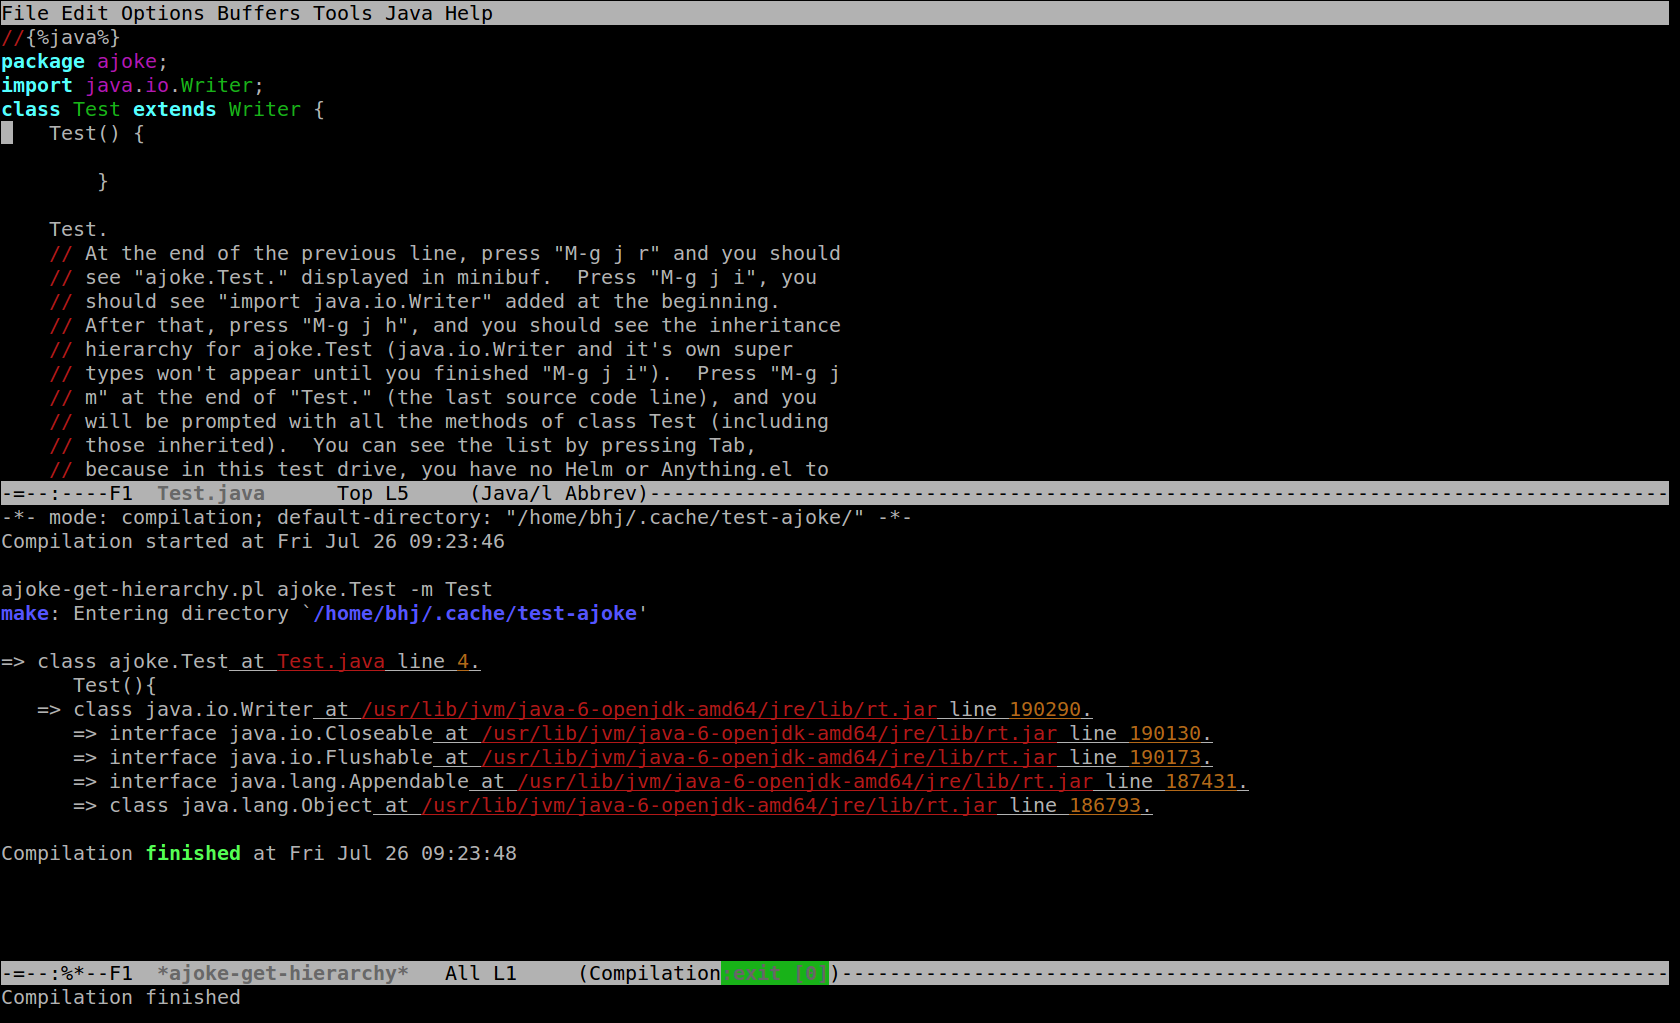 File Edit Options Buffers Tools Java Help
//{%java%}
package ajoke;
import java.io.Writer;
class Test extends Writer {
    Test() {
        }
    Test.
    // At the end of the previous line, press "M-g j r" and you should
    // see "ajoke.Test." displayed in minibuf.  Press "M-g j i", you
    // should see "import java.io.Writer" added at the beginning.
    // After that, press "M-g j h", and you should see the inheritance
    // hierarchy for ajoke.Test (java.io.Writer and it's own super
    // types won't appear until you finished "M-g j i").  Press "M-g j
    // m" at the end of "Test." (the last source code line), and you
    // will be prompted with all the methods of class Test (including
    // those inherited).  You can see the list by pressing Tab,
    // because in this test drive, you have no Helm or Anything.el to
-=--:----F1  Test.java      Top L5     (Java/l Abbrev)-------------------------------------------------------------------------------------
-*- mode: compilation; default-directory: "/home/bhj/.cache/test-ajoke/" -*-
Compilation started at Fri Jul 26 09:23:46
ajoke-get-hierarchy.pl ajoke.Test -m Test
make: Entering directory `/home/bhj/.cache/test-ajoke'
=> class ajoke.Test at Test.java line 4.
      Test(){
   => class java.io.Writer at /usr/lib/jvm/java-6-openjdk-amd64/jre/lib/rt.jar line 190290.
      => interface java.io.Closeable at /usr/lib/jvm/java-6-openjdk-amd64/jre/lib/rt.jar line 190130.
      => interface java.io.Flushable at /usr/lib/jvm/java-6-openjdk-amd64/jre/lib/rt.jar line 190173.
      => interface java.lang.Appendable at /usr/lib/jvm/java-6-openjdk-amd64/jre/lib/rt.jar line 187431.
      => class java.lang.Object at /usr/lib/jvm/java-6-openjdk-amd64/jre/lib/rt.jar line 186793.
Compilation finished at Fri Jul 26 09:23:48
-=--:%*--F1  *ajoke-get-hierarchy*   All L1     (Compilation:exit [0])---------------------------------------------------------------------
Compilation finished